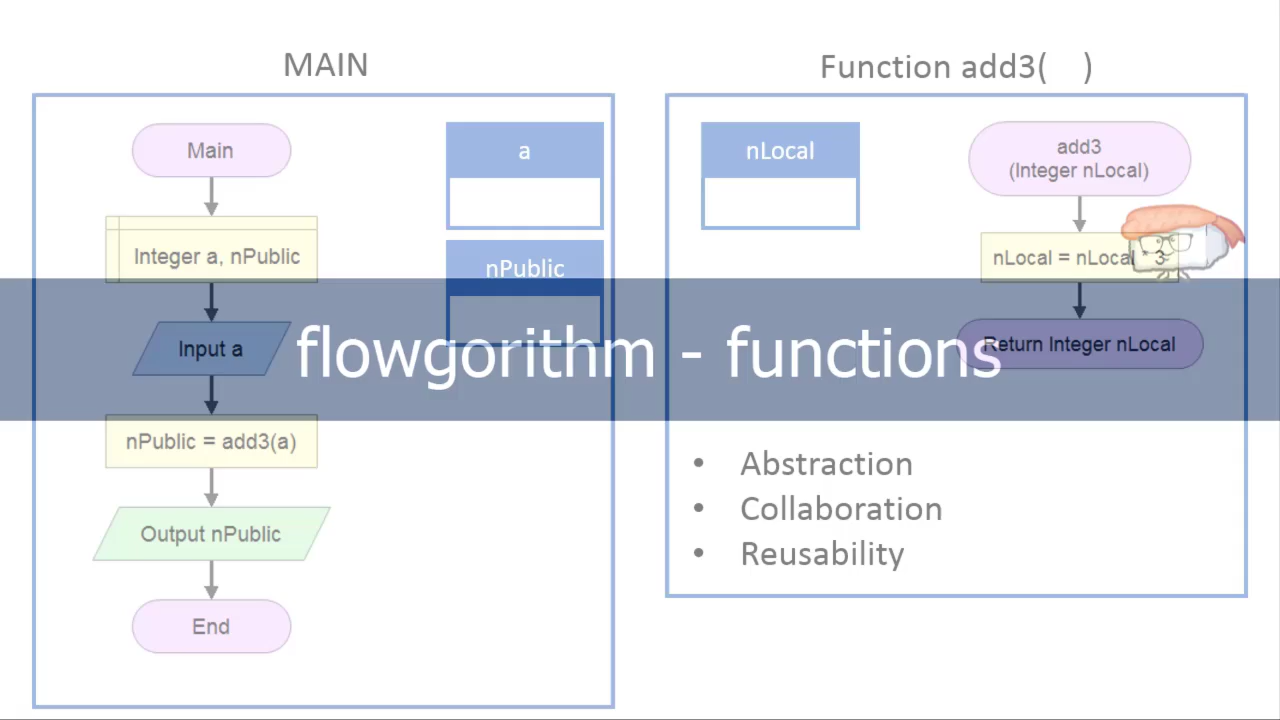 MAIN
Function add3( )
Main
a
nLocal
add3
(Integer nLocal)
Integer a, nPublic
nPublic
nLocal = nLocal * 3
Input a
flowgorithm - functions
Return Integer nLocal
nPublic = add3(a)
• Abstraction
• Collaboration
Output nPublic
• Reusability
End